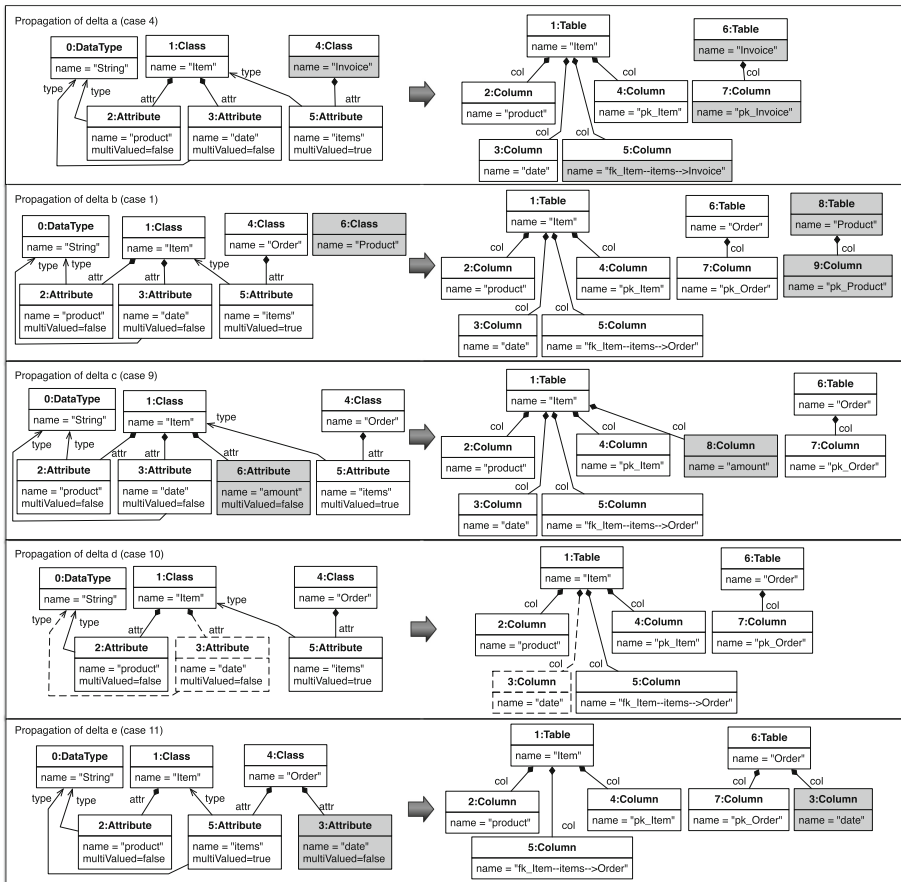 Propagation of delta a (case 4)
0:DataType
name = "String"
1:Class
name = "Item"
4:Class
name = "Invoice"
type
type
type
attr
attr
2:Attribute
name = "product"
multiValued=false
3:Attribute
name = "date"
multiValued=false
5:Attribute
name = "items"
multiValued=true
1:Table
name = "Item"
6:Table
name = "Invoice"
col
col
col
2:Column
name = "product"
4:Column
name = "pk_Item"
7:Column
name = "pk_Invoice"
col
col
3:Column
name = "date"
5:Column
name = "fk_Item--items-->Invoice"
Propagation of delta b (case 1)
0:DataType
name = "String"
1:Class
name = "Item"
4:Class
name = "Order"
6:Class
name = "Product"
type
type
type
attr
attr
2:Attribute
name = "product"
multiValued=false
3:Attribute
name = "date"
multiValued=false
5:Attribute
name = "items"
multiValued=true
1:Table
name = "Item"
6:Table
name = "Order"
8:Table
name = "Product"
col
col
col
col
2:Column
name = "product"
4:Column
name = "pk_Item"
7:Column
name = "pk_Order"
9:Column
name = "pk_Product"
col
col
3:Column
name = "date"
5:Column
name = "fk_Item--items-->Order"
Propagation of delta c (case 9)
0:DataType
name = "String"
1:Class
name = "Item"
4:Class
name = "Order"
type
type
type
attr
attr
attr
2:Attribute
name = "product"
multiValued=false
3:Attribute
name = "date"
multiValued=false
6:Attribute
name = "amount"
multiValued=false
5:Attribute
name = "items"
multiValued=true
1:Table
name = "Item"
6:Table
name = "Order"
col
col
col
col
2:Column
name = "product"
4:Column
name = "pk_Item"
8:Column
name = "amount"
7:Column
name = "pk_Order"
col
col
3:Column
name = "date"
5:Column
name = "fk_Item--items-->Order"
Propagation of delta d (case 10)
0:DataType
name = "String"
1:Class
name = "Item"
4:Class
name = "Order"
type
type
type
attr
attr
2:Attribute
name = "product"
multiValued=false
3:Attribute
name = "date"
multiValued=false
5:Attribute
name = "items"
multiValued=true
1:Table
name = "Item"
6:Table
name = "Order"
col
col
col
2:Column
name = "product"
4:Column
name = "pk_Item"
7:Column
name = "pk_Order"
col
col
3:Column
name = "date"
5:Column
name = "fk_Item--items-->Order"
Propagation of delta e (case 11)
0:DataType
name = "String"
1:Class
name = "Item"
4:Class
name = "Order"
type
type
attr
type
attr
attr
2:Attribute
name = "product"
multiValued=false
5:Attribute
name = "items"
multiValued=true
3:Attribute
name = "date"
multiValued=false
1:Table
name = "Item"
6:Table
name = "Order"
col
col
col
col
2:Column
name = "product"
4:Column
name = "pk_Item"
7:Column
name = "pk_Order"
3:Column
name = "date"
col
5:Column
name = "fk_Item--items-->Order"